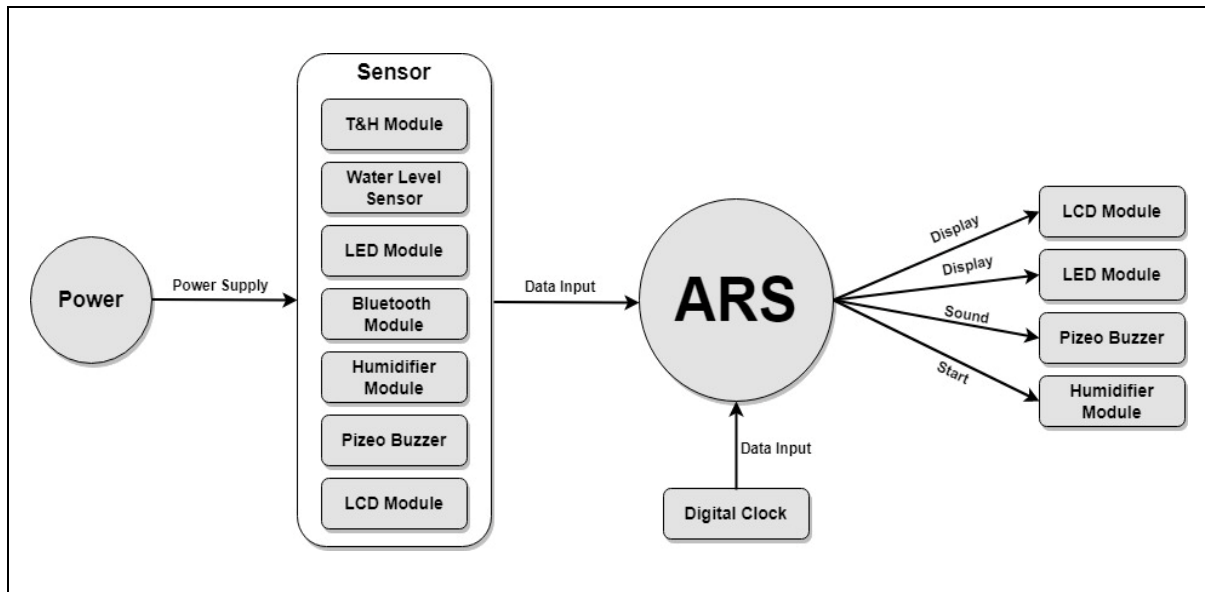 Sensor
T&H Module
Water Level
Sensor
LED Module
Bluetooth
Module
Humidifier
Module
Pizeo Buzzer
LCD Module
Power
Power Supply
Data Input
ARS
Data Input
Digital Clock
Display
Display
Sound
Start
LCD Module
LED Module
Pizeo Buzzer
Humidifier
Module